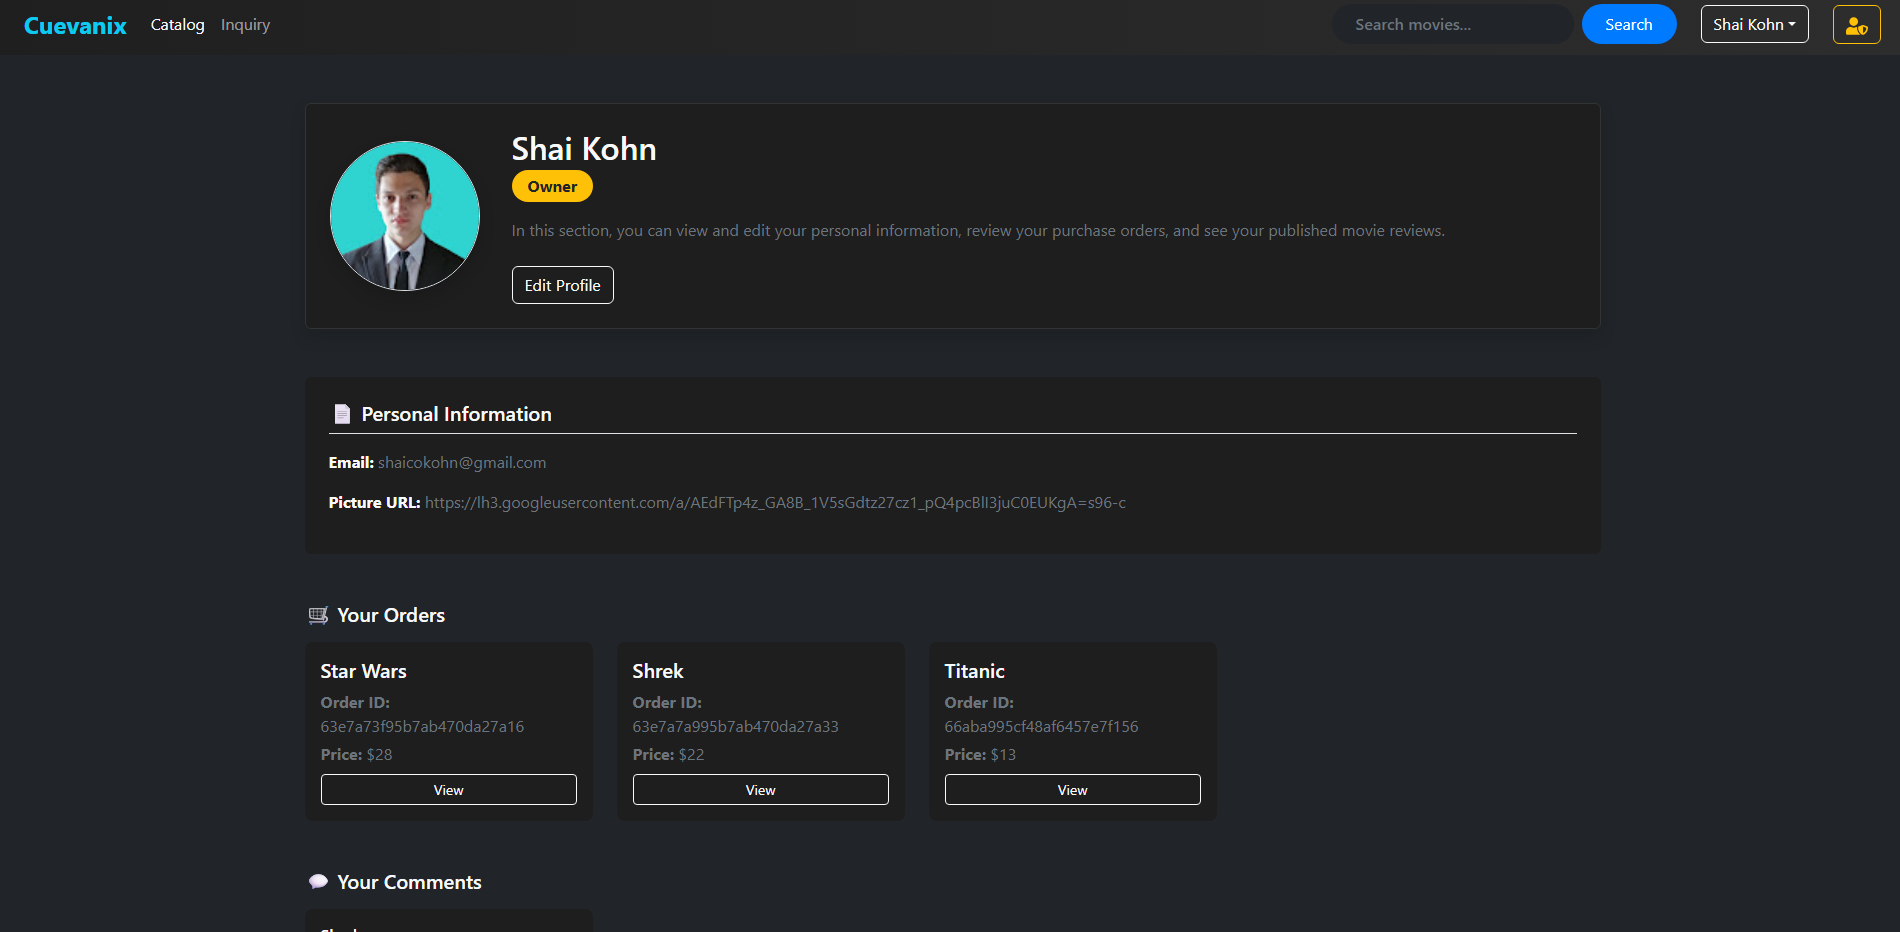 Cuevanix Catalog Inquiry Search movies... Search Shai Kohn
Shai Kohn
Owner
In this section, you can view and edit your personal information, review your purchase orders, and see your published movie reviews.
Edit Profile
Personal Information
Email: shaicokohn@gmail.com
Picture URL: https://lh3.googleusercontent.com/a/AEdFTp4z_GA8B_1V5sGdtz27cz1_pQ4pcBlI3juC0EUKgA=s96-c
Your Orders
Star Wars
Order ID:
63e7a73f95b7ab470da27a16
Price: $28
View
Shrek
Order ID:
63e7a7a995b7ab470da27a33
Price: $22
View
Titanic
Order ID:
66aba995cf48af6457e7f156
Price: $13
View
Your Comments